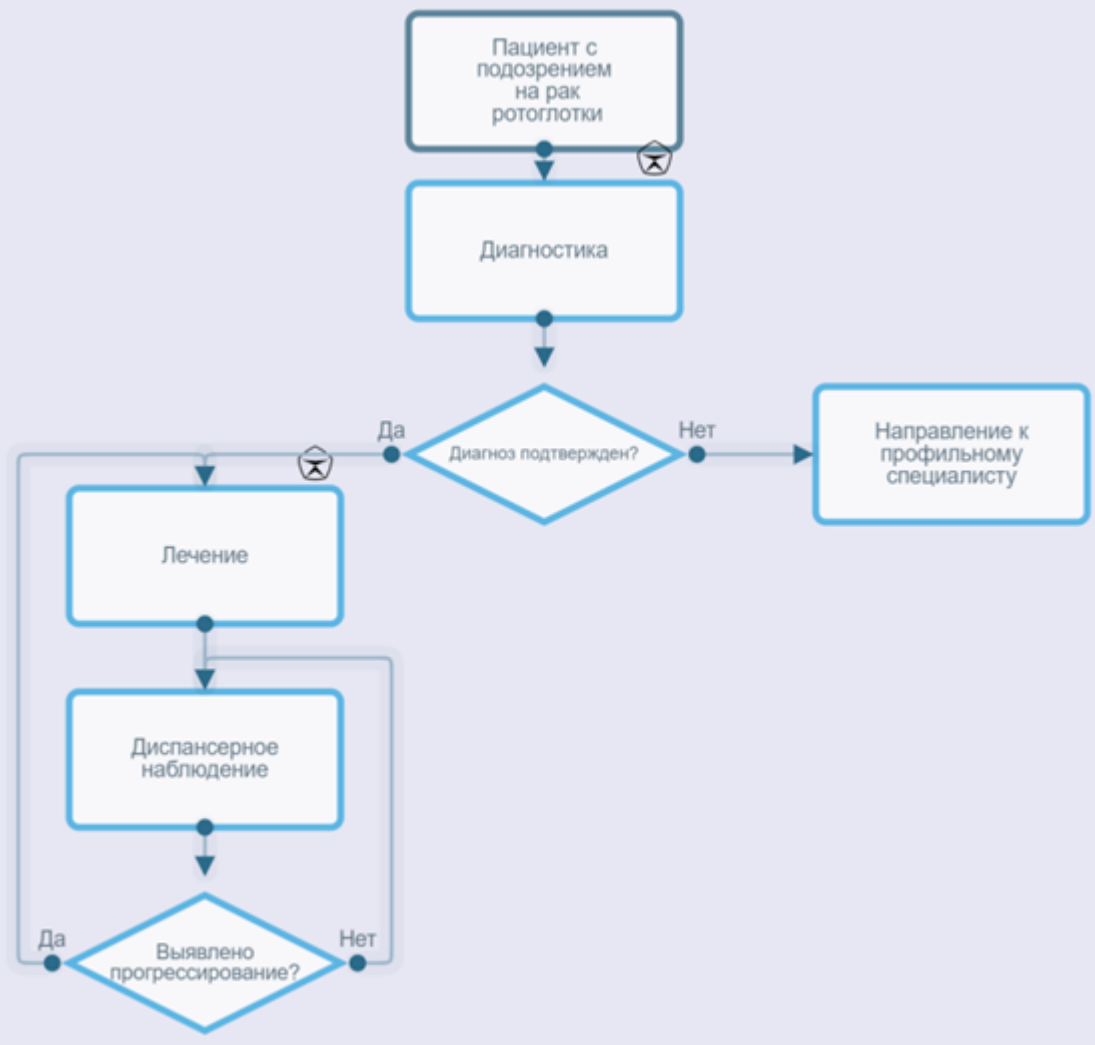 Пациент с
подозрением
на рак
ротоглотки
Диагностика
Да
Диагноз подтвержден?
Нет
Направление к
профильному
специалисту
Лечение
Диспансерное
наблюдение
Да
Выявлено
прогрессирование?
Нет